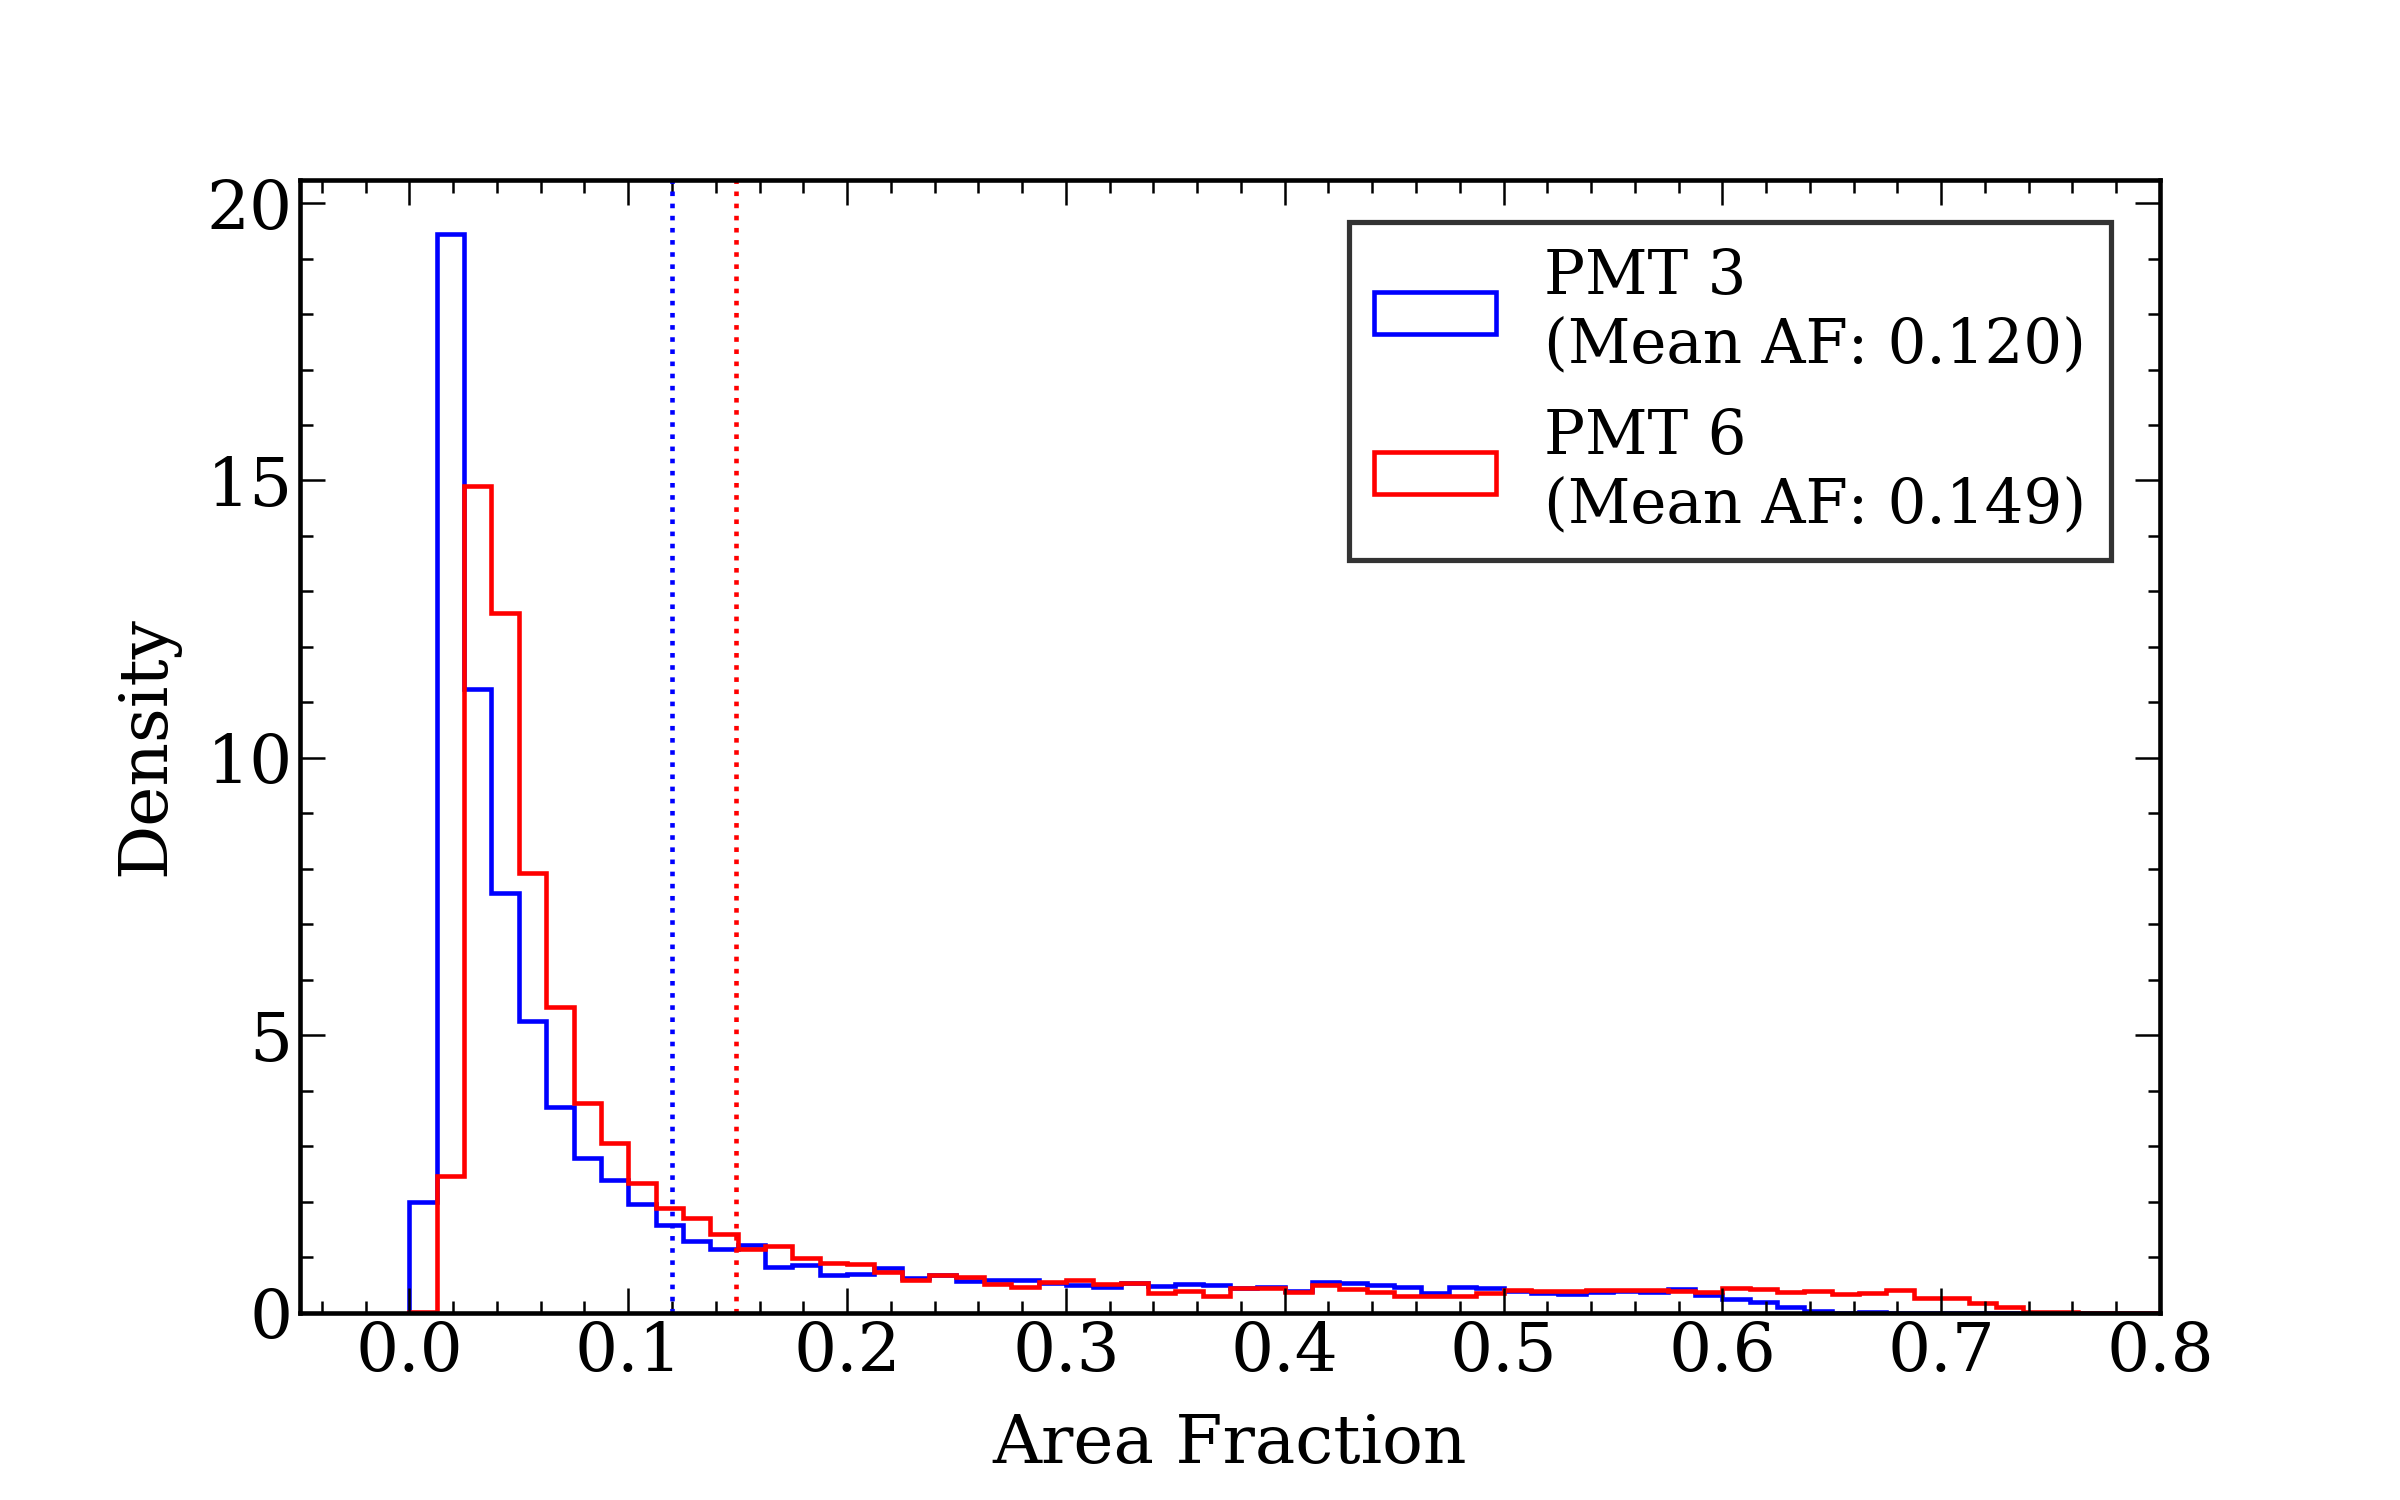 20
15
10
5
0
Density
PMT 3
(Mean AF: 0.120)
PMT 6
(Mean AF: 0.149)
0.0 0.1 0.2 0.3 0.4 0.5 0.6 0.7 0.8
Area Fraction